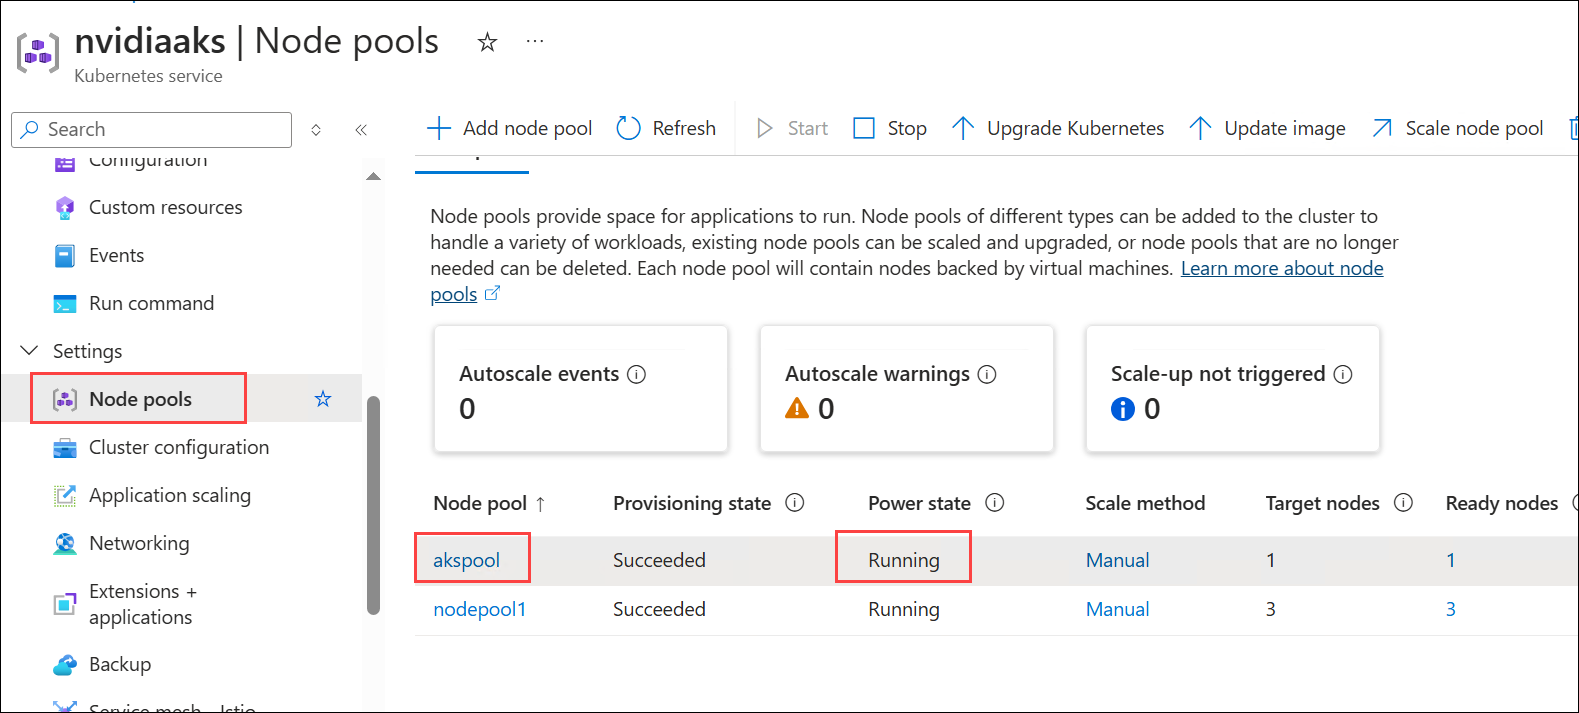 nvidiaaks | Node pools
Kubernetes service
Search
Add node pool
Refresh
Start
Stop
Upgrade Kubernetes
Update image
Scale node pool
Configuration
Custom resources
Events
Run command
Settings
Node pools
Cluster configuration
Application scaling
Networking
Extensions +
applications
Backup
Service mesh - Istio
Node pools provide space for applications to run. Node pools of different types can be added to the cluster to
handle a variety of workloads, existing node pools can be scaled and upgraded, or node pools that are no longer
needed can be deleted. Each node pool will contain nodes backed by virtual machines. Learn more about node
pools
Autoscale events
0
Autoscale warnings
0
Scale-up not triggered
0
Node pool ↑ Provisioning state Power state Scale method Target nodes Ready nodes
akspool Succeeded Running Manual 1 1
nodepool1 Succeeded Running Manual 3 3